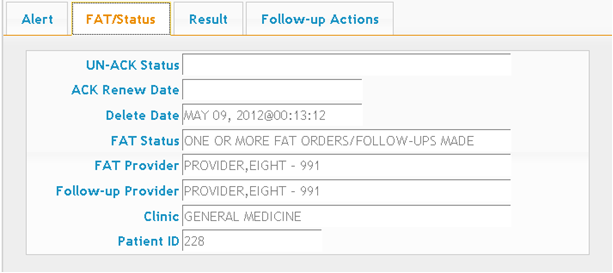 Alert FAT/Status Result Follow-up Actions
UN-ACK Status
ACK Renew Date
Delete Date MAY 09, 2012@00:13:12
FAT Status ONE OR MORE FAT ORDERS/FOLLOW-UPS MADE
FAT Provider PROVIDER,EIGHT - 991
Follow-up Provider PROVIDER,EIGHT - 991
Clinic GENERAL MEDICINE
Patient ID 228